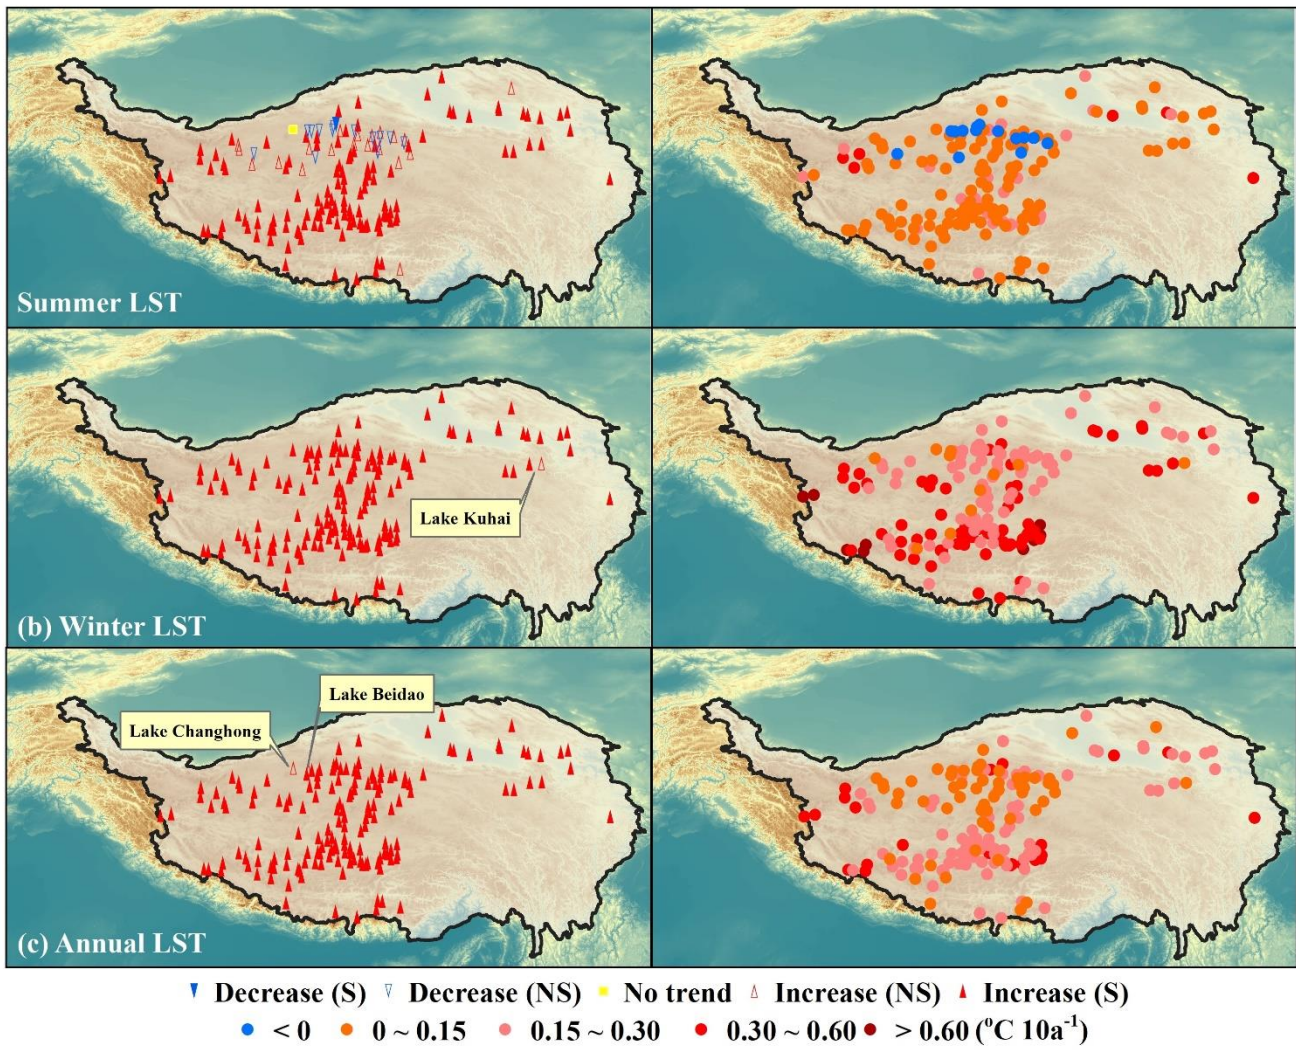 Summer LST
Lake Kuhai
(b) Winter LST
Lake Beidao
Lake Changhong
(c) Annual LST
Decrease (S) Decrease (NS) No trend Increase (NS) Increase (S)
< 0 0 ~ 0.15 0.15 ~ 0.30 0.30 ~ 0.60 > 0.60 (°C 10a⁻¹)